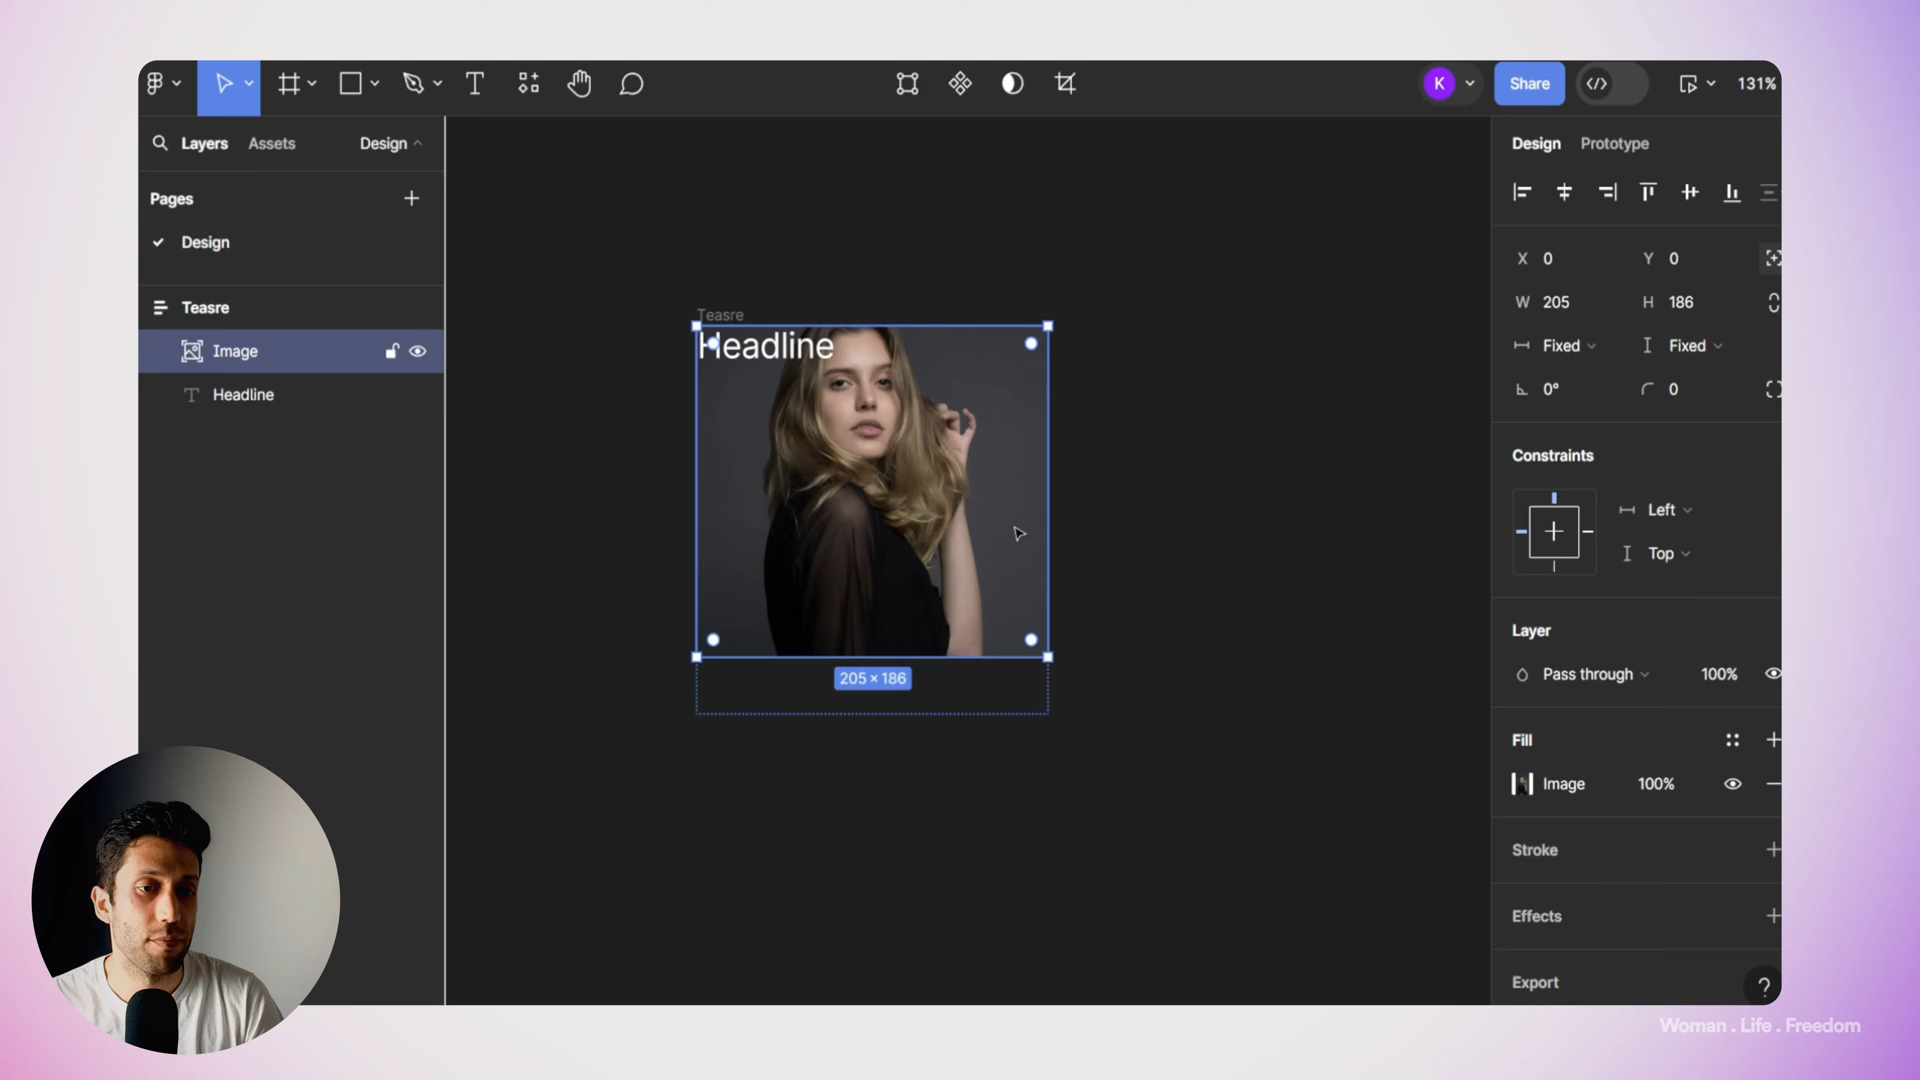 K
Share
131%
Layers
Assets
Design
Pages
Design
Teasre
Image
Headline
Teasre
Headline
205 × 186
Design
Prototype
X 0
Y 0
W 205
H 186
Fixed
Fixed
0°
0
Constraints
Left
Top
Layer
Pass through
100%
Fill
Image
100%
Stroke
Effects
Export
?
Woman . Life . Freedom